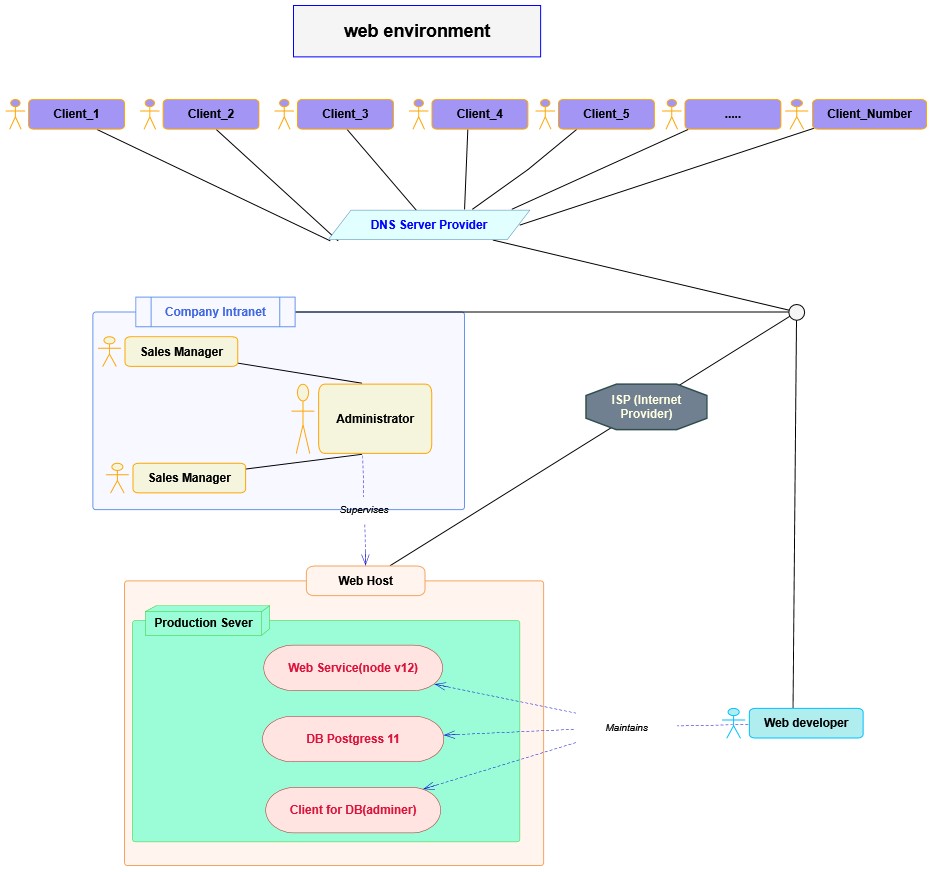 web environment
Client_1
Client_2
Client_3
Client_4
Client_5
.....
Client_Number
DNS Server Provider
Company Intranet
Sales Manager
Administrator
ISP (Internet
Provider)
Sales Manager
Supervises
Web Host
Production Sever
Web Service(node v12)
DB Postgress 11
Maintains
Web developer
Client for DB(adminer)